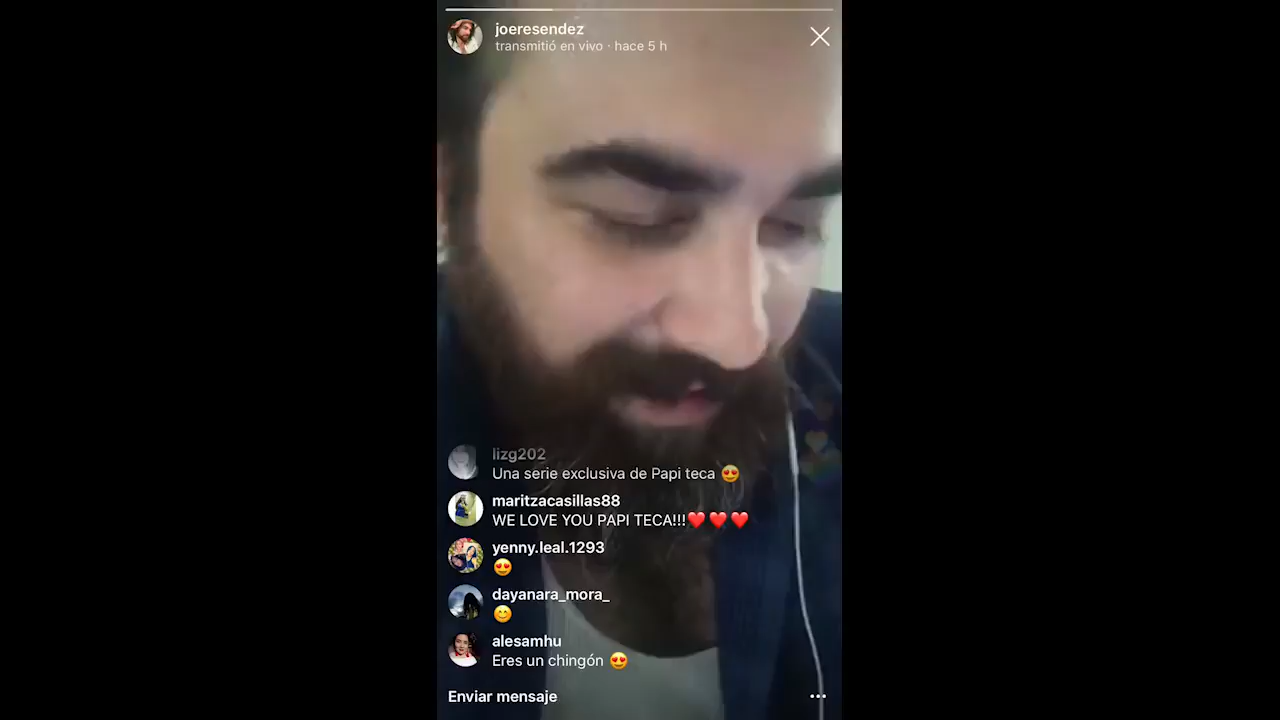 joeresendez
transmitió en vivo · hace 5 h
lizg202
Una serie exclusiva de Papi teca 😍
maritzacasillas88
WE LOVE YOU PAPI TECA!!!❤️❤️❤️
yenny.leal.1293
😍
dayanara_mora_
😊
alesamhu
Eres un chingón 😍
Enviar mensaje